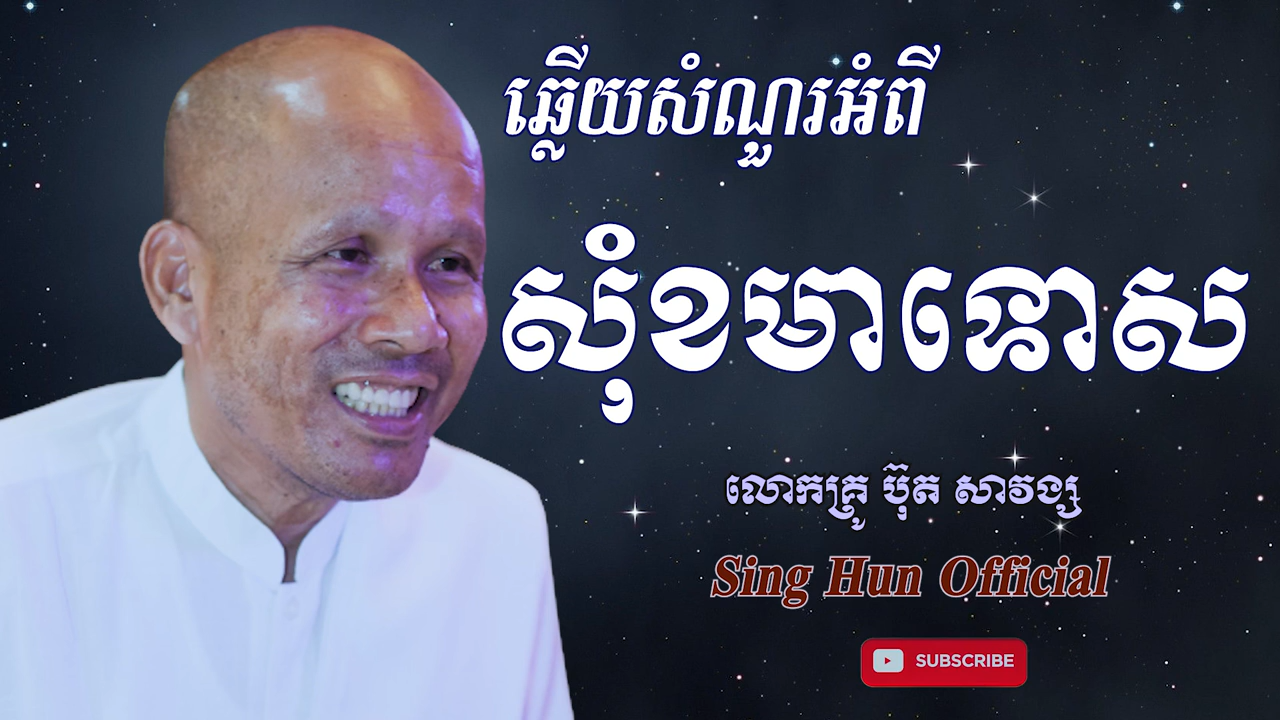 ឆ្លើយសំណួរអំពី
សុំខមាទោស
លោកគ្រូ ប៊ុត សាវង្ស
Sing Hun Official
SUBSCRIBE